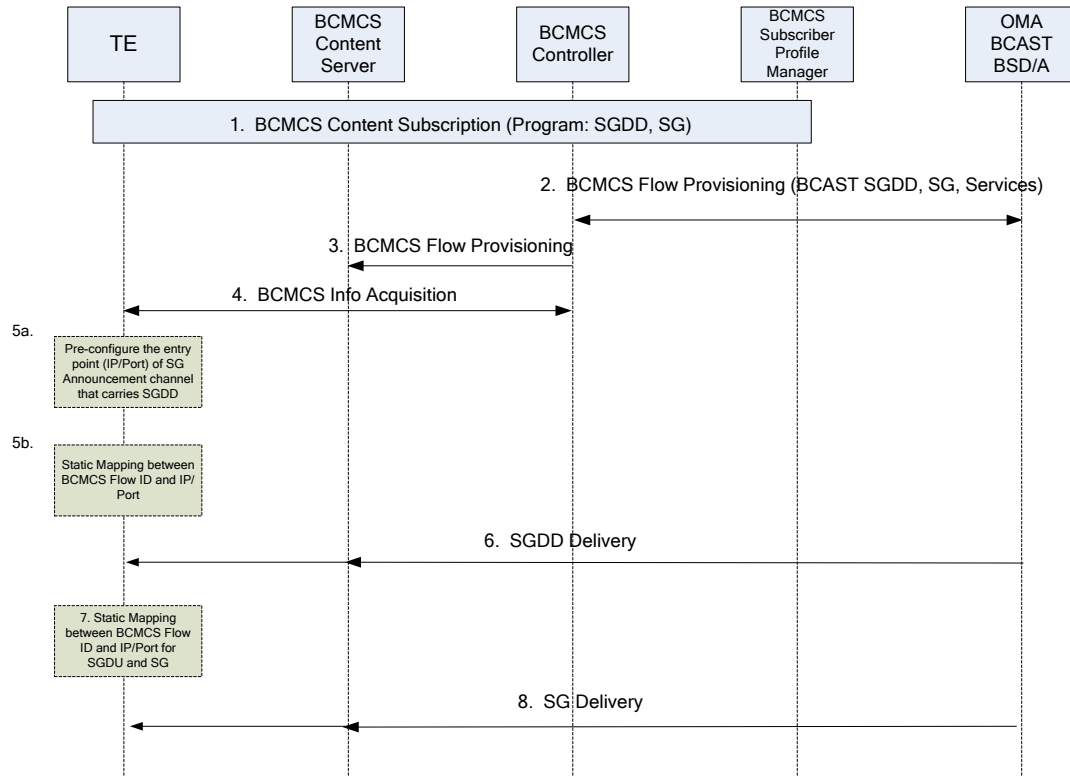 TE
BCMCS
Content
Server
BCMCS
Controller
BCMCS
Subscriber
Profile
Manager
OMA
BCAST
BSD/A
1. BCMCS Content Subscription (Program: SGDD, SG)
2. BCMCS Flow Provisioning (BCAST SGDD, SG, Services)
3. BCMCS Flow Provisioning
4. BCMCS Info Acquisition
5a.
Pre-configure the entry
point (IP/Port) of SG
Announcement channel
that carries SGDD
5b.
Static Mapping between
BCMCS Flow ID and IP/
Port
6. SGDD Delivery
7. Static Mapping
between BCMCS Flow
ID and IP/Port for
SGDU and SG
8. SG Delivery